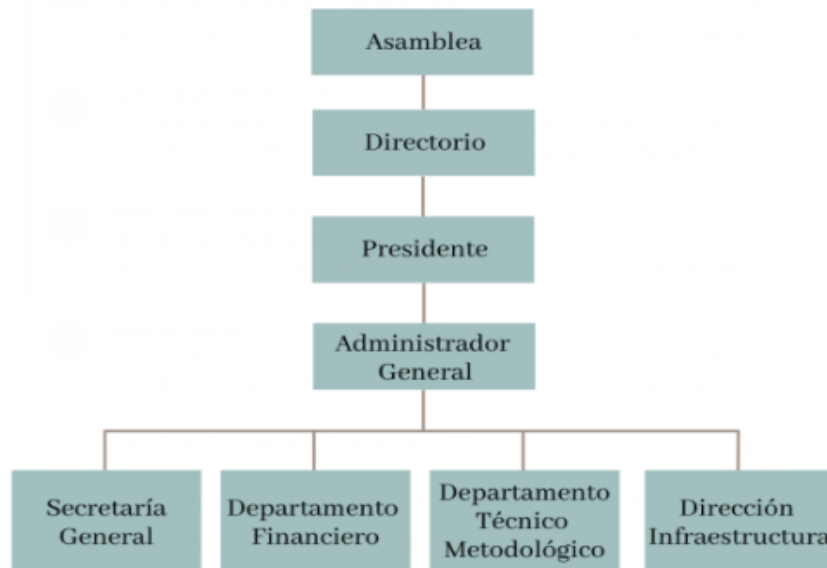 Asamblea
Directorio
Presidente
Administrador
General
Secretaría
General
Departamento
Financiero
Departamento
Técnico
Metodológico
Dirección
Infraestructura